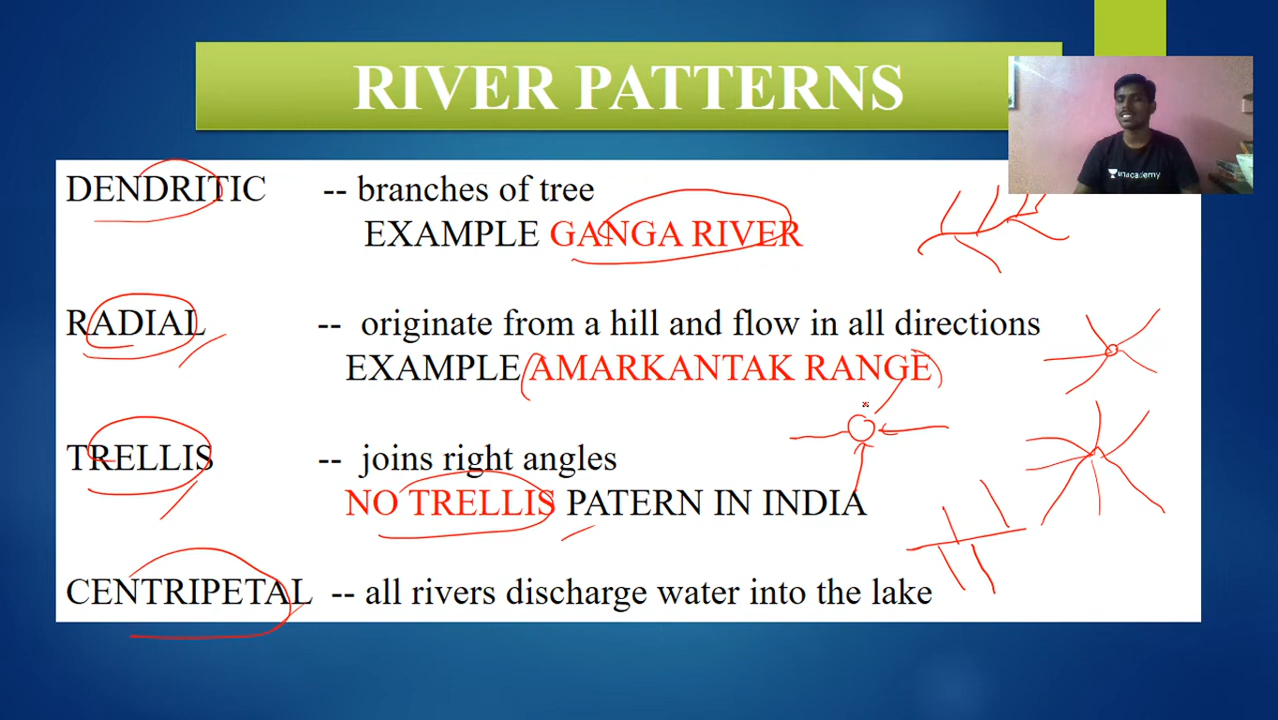 RIVER PATTERNS
unacademy
DENDRITIC -- branches of tree
EXAMPLE GANGA RIVER
RADIAL -- originate from a hill and flow in all directions
EXAMPLE AMARKANTAK RANGE
TRELLIS -- joins right angles
NO TRELLIS PATERN IN INDIA
CENTRIPETAL -- all rivers discharge water into the lake